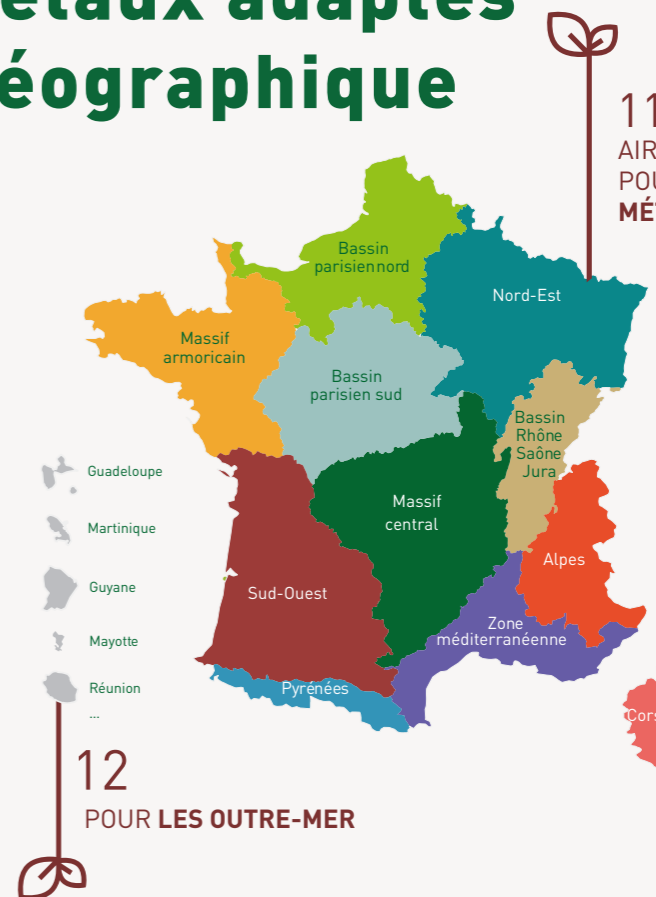 étaux adaptés
éographique
11
AIR
POU
MÉT
Bassin
parisien nord
Nord-Est
Massif
armoricain
Bassin
parisien sud
Bassin
Rhône
Saône
Jura
Guadeloupe
Massif
central
Martinique
Alpes
Guyane
Sud-Ouest
Zone
méditerranéenne
Mayotte
Réunion
Pyrénées
...
Cors
12
POUR LES OUTRE-MER